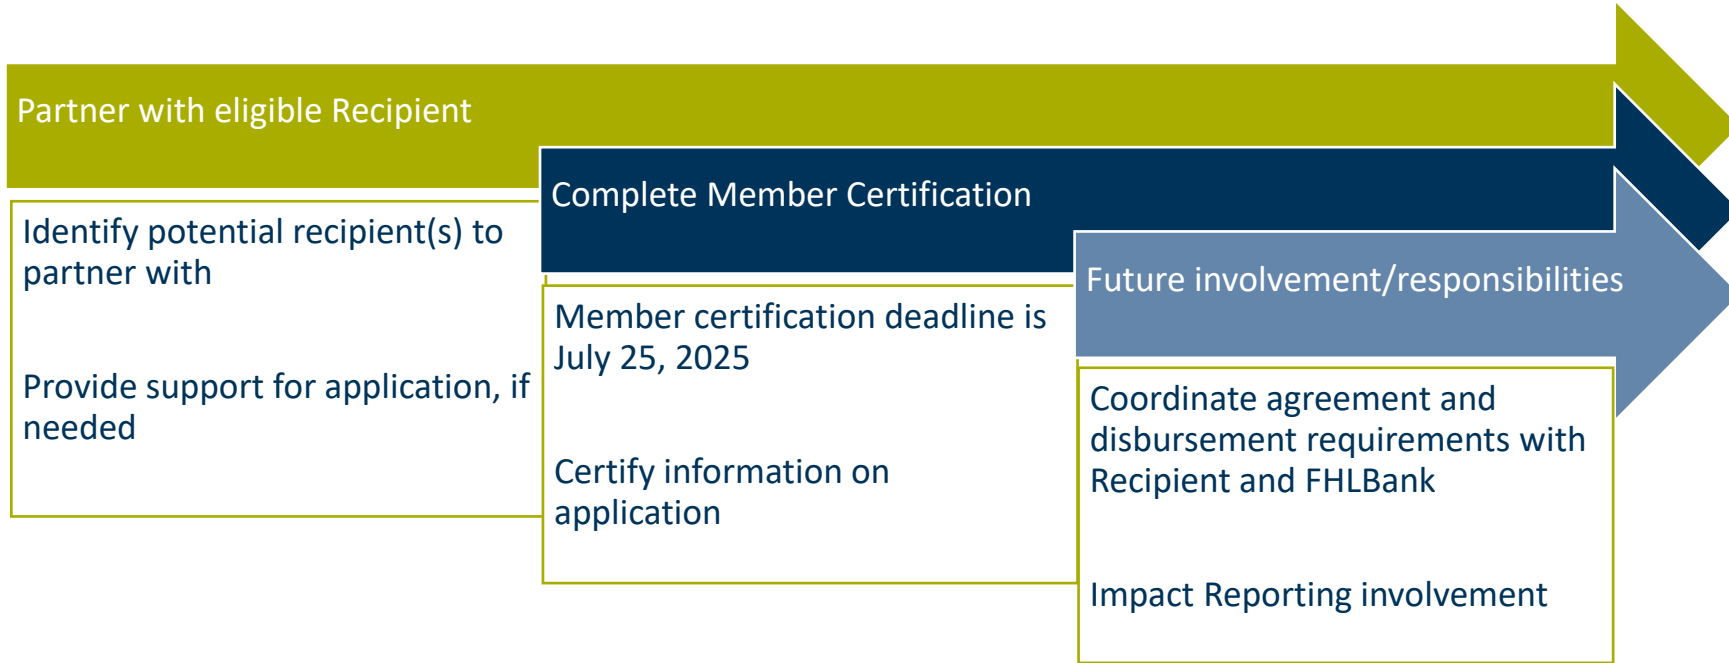 Partner with eligible Recipient
Identify potential recipient(s) to
partner with
Provide support for application, if
needed
Complete Member Certification
Member certification deadline is
July 25, 2025
Certify information on
application
Future involvement/responsibilities
Coordinate agreement and
disbursement requirements with
Recipient and FHLBank
Impact Reporting involvement